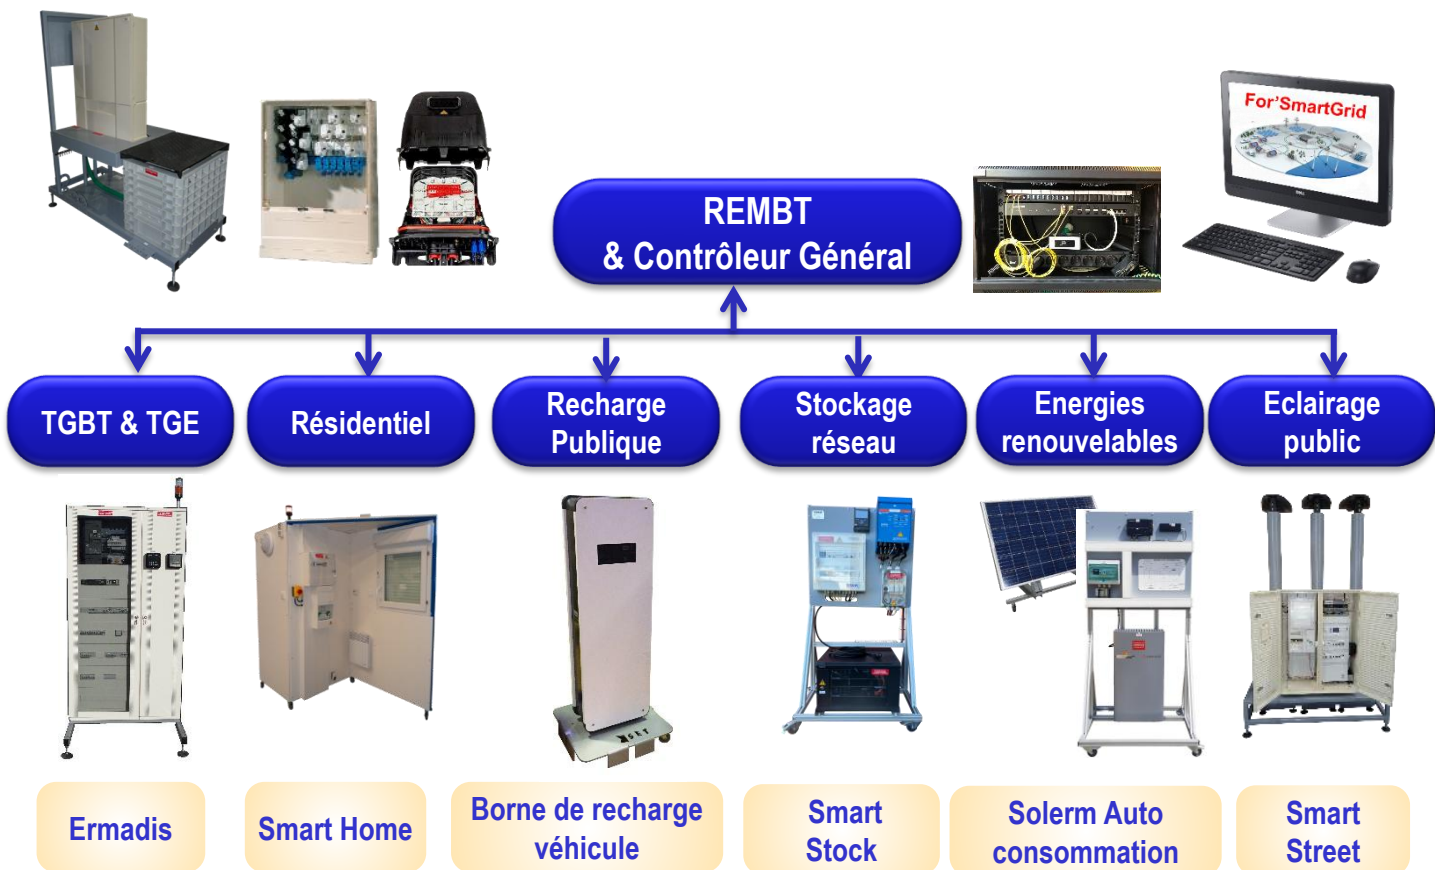 For'SmartGrid
REMBT
& Contrôleur Général
TGBT & TGE
Résidentiel
Recharge
Publique
Stockage
réseau
Energies
renouvelables
Eclairage
public
Ermadis
Smart Home
Borne de recharge
véhicule
Smart
Stock
Solerm Auto
consommation
Smart
Street